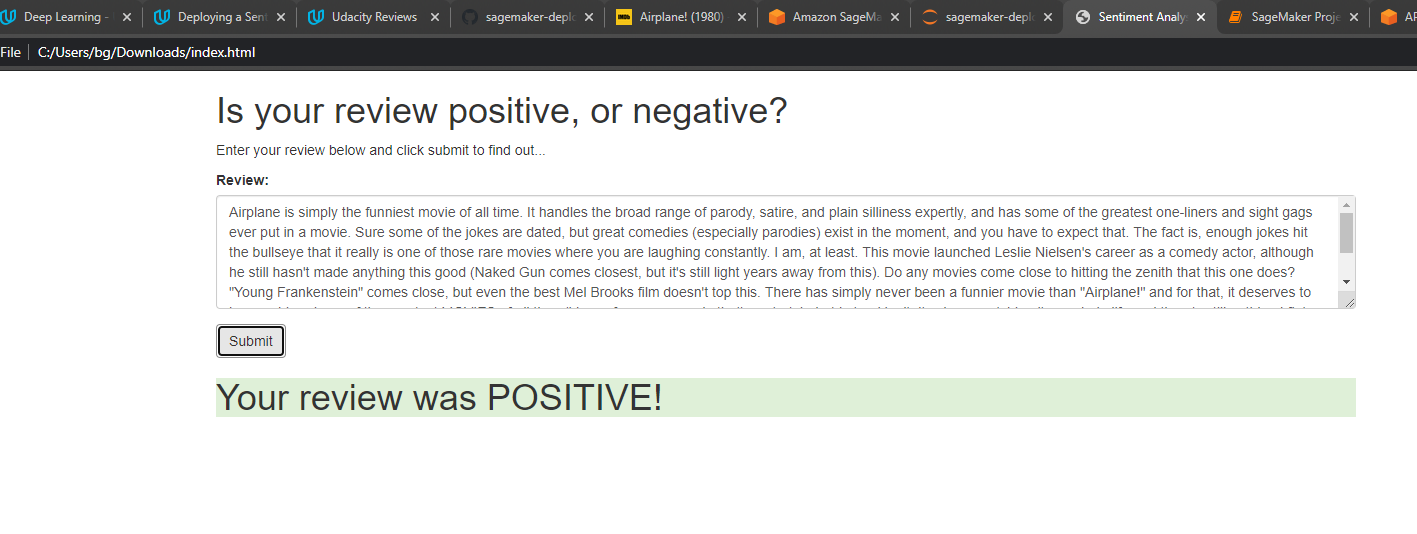 Deep Learning -
Deploying a Sent
Udacity Reviews
sagemaker-deplo
Airplane! (1980)
Amazon SageMa
sagemaker-deplo
Sentiment Analy
SageMaker Proje
AP
File
C:/Users/bg/Downloads/index.html
Is your review positive, or negative?
Enter your review below and click submit to find out...
Review:
Airplane is simply the funniest movie of all time. It handles the broad range of parody, satire, and plain silliness expertly, and has some of the greatest one-liners and sight gags
ever put in a movie. Sure some of the jokes are dated, but great comedies (especially parodies) exist in the moment, and you have to expect that. The fact is, enough jokes hit
the bullseye that it really is one of those rare movies where you are laughing constantly. I am, at least. This movie launched Leslie Nielsen's career as a comedy actor, although
he still hasn't made anything this good (Naked Gun comes closest, but it's still light years away from this). Do any movies come close to hitting the zenith that this one does?
"Young Frankenstein" comes close, but even the best Mel Brooks film doesn't top this. There has simply never been a funnier movie than "Airplane!" and for that, it deserves to
Submit
Your review was POSITIVE!